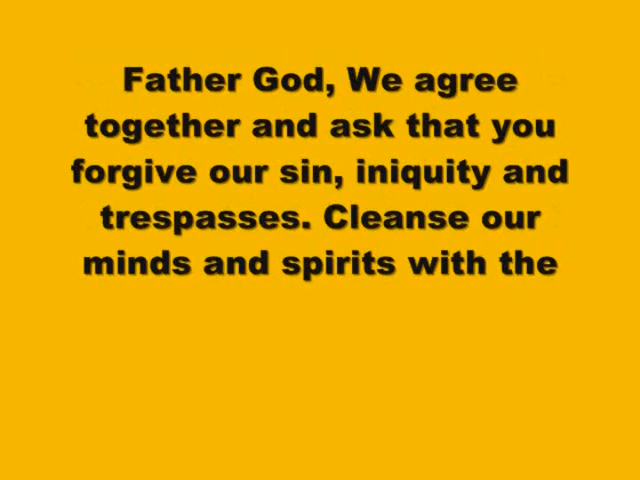 Father God, We agree
together and ask that you
forgive our sin, iniquity and
trespasses. Cleanse our
minds and spirits with the